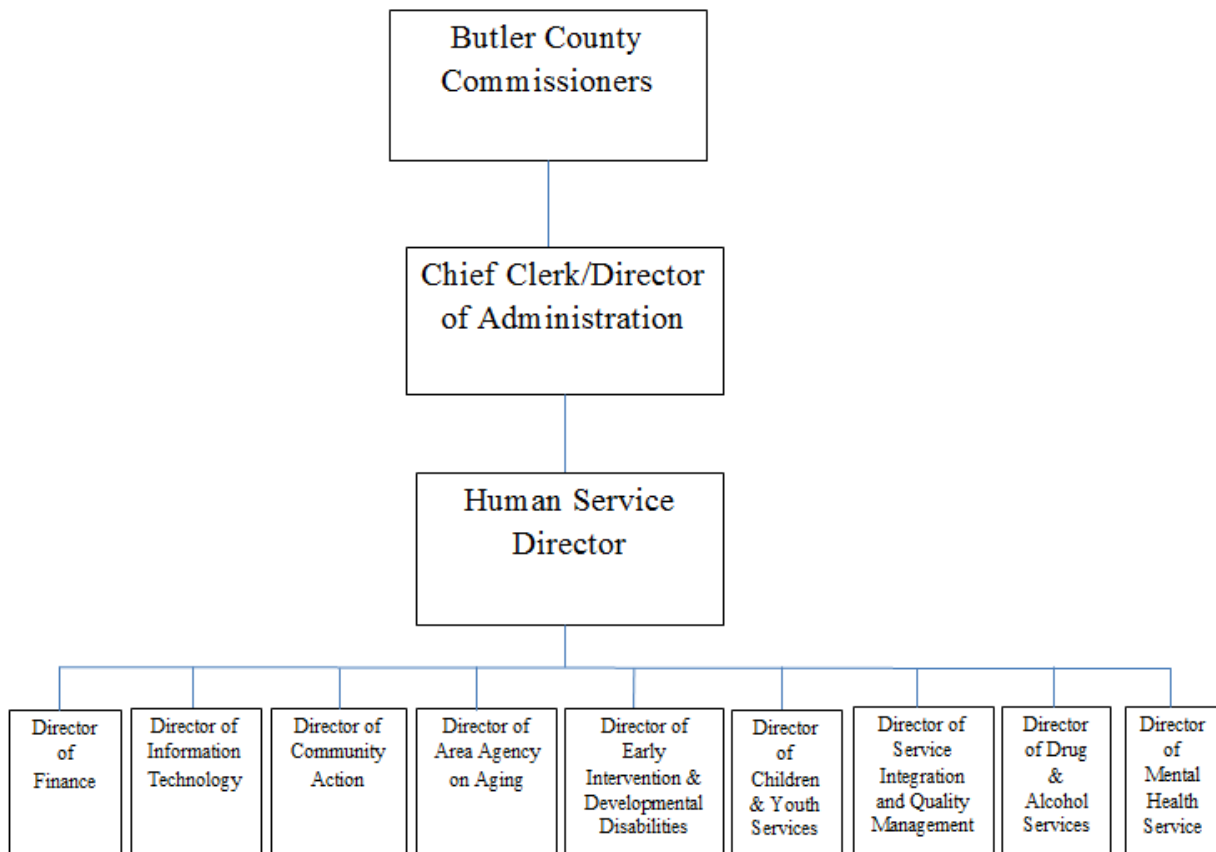 Butler County
Commissioners
Chief Clerk/Director
of Administration
Human Service
Director
Director
of
Finance
Director of
Information
Technology
Director of
Community
Action
Director of
Area Agency
on Aging
Director of
Early
Intervention &
Developmental
Disabilities
Director
of
Children
& Youth
Services
Director of
Service
Integration
and Quality
Management
Director
of Drug
&
Alcohol
Services
Director
of
Mental
Health
Service